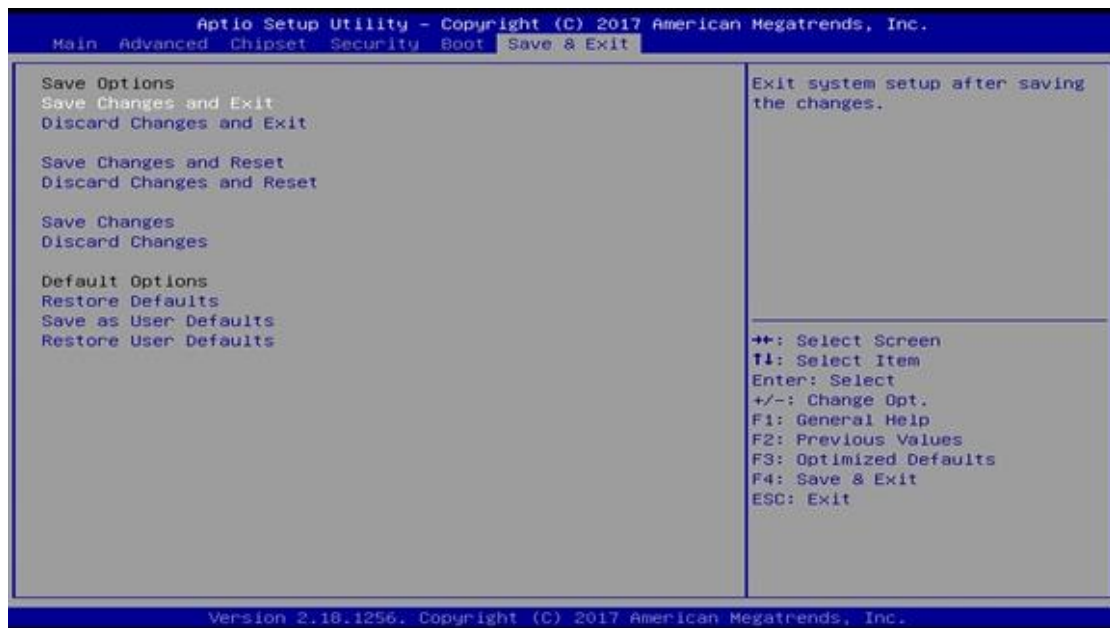 Aptio Setup Utility – Copyright (C) 2017 American Megatrends, Inc.
Main Advanced Chipset Security Boot Save & Exit
Save Options
Save Changes and Exit
Discard Changes and Exit
Save Changes and Reset
Discard Changes and Reset
Save Changes
Discard Changes
Default Options
Restore Defaults
Save as User Defaults
Restore User Defaults
Exit system setup after saving
the changes.
→←: Select Screen
↑↓: Select Item
Enter: Select
+/-: Change Opt.
F1: General Help
F2: Previous Values
F3: Optimized Defaults
F4: Save & Exit
ESC: Exit
Version 2.18.1256. Copyright (C) 2017 American Megatrends, Inc.